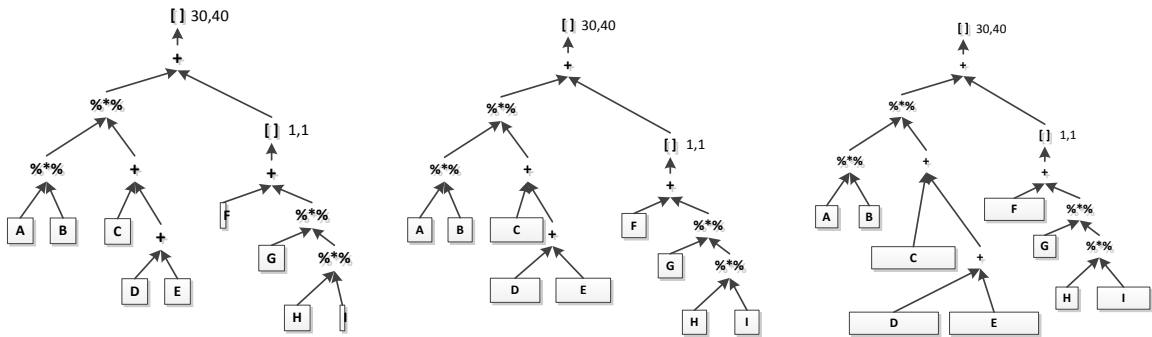 [ ] 30,40
+
%*%
[ ] 1,1
%*% + +
A B C F %*%
+ G %*%
D E H I
[ ] 30,40
+
%*%
[ ] 1,1
%*% + +
A B C F %*%
+ G %*%
D E H I
[ ] 30,40
+
%*%
[ ] 1,1
%*% + +
A B F %*%
C + G %*%
D E H I